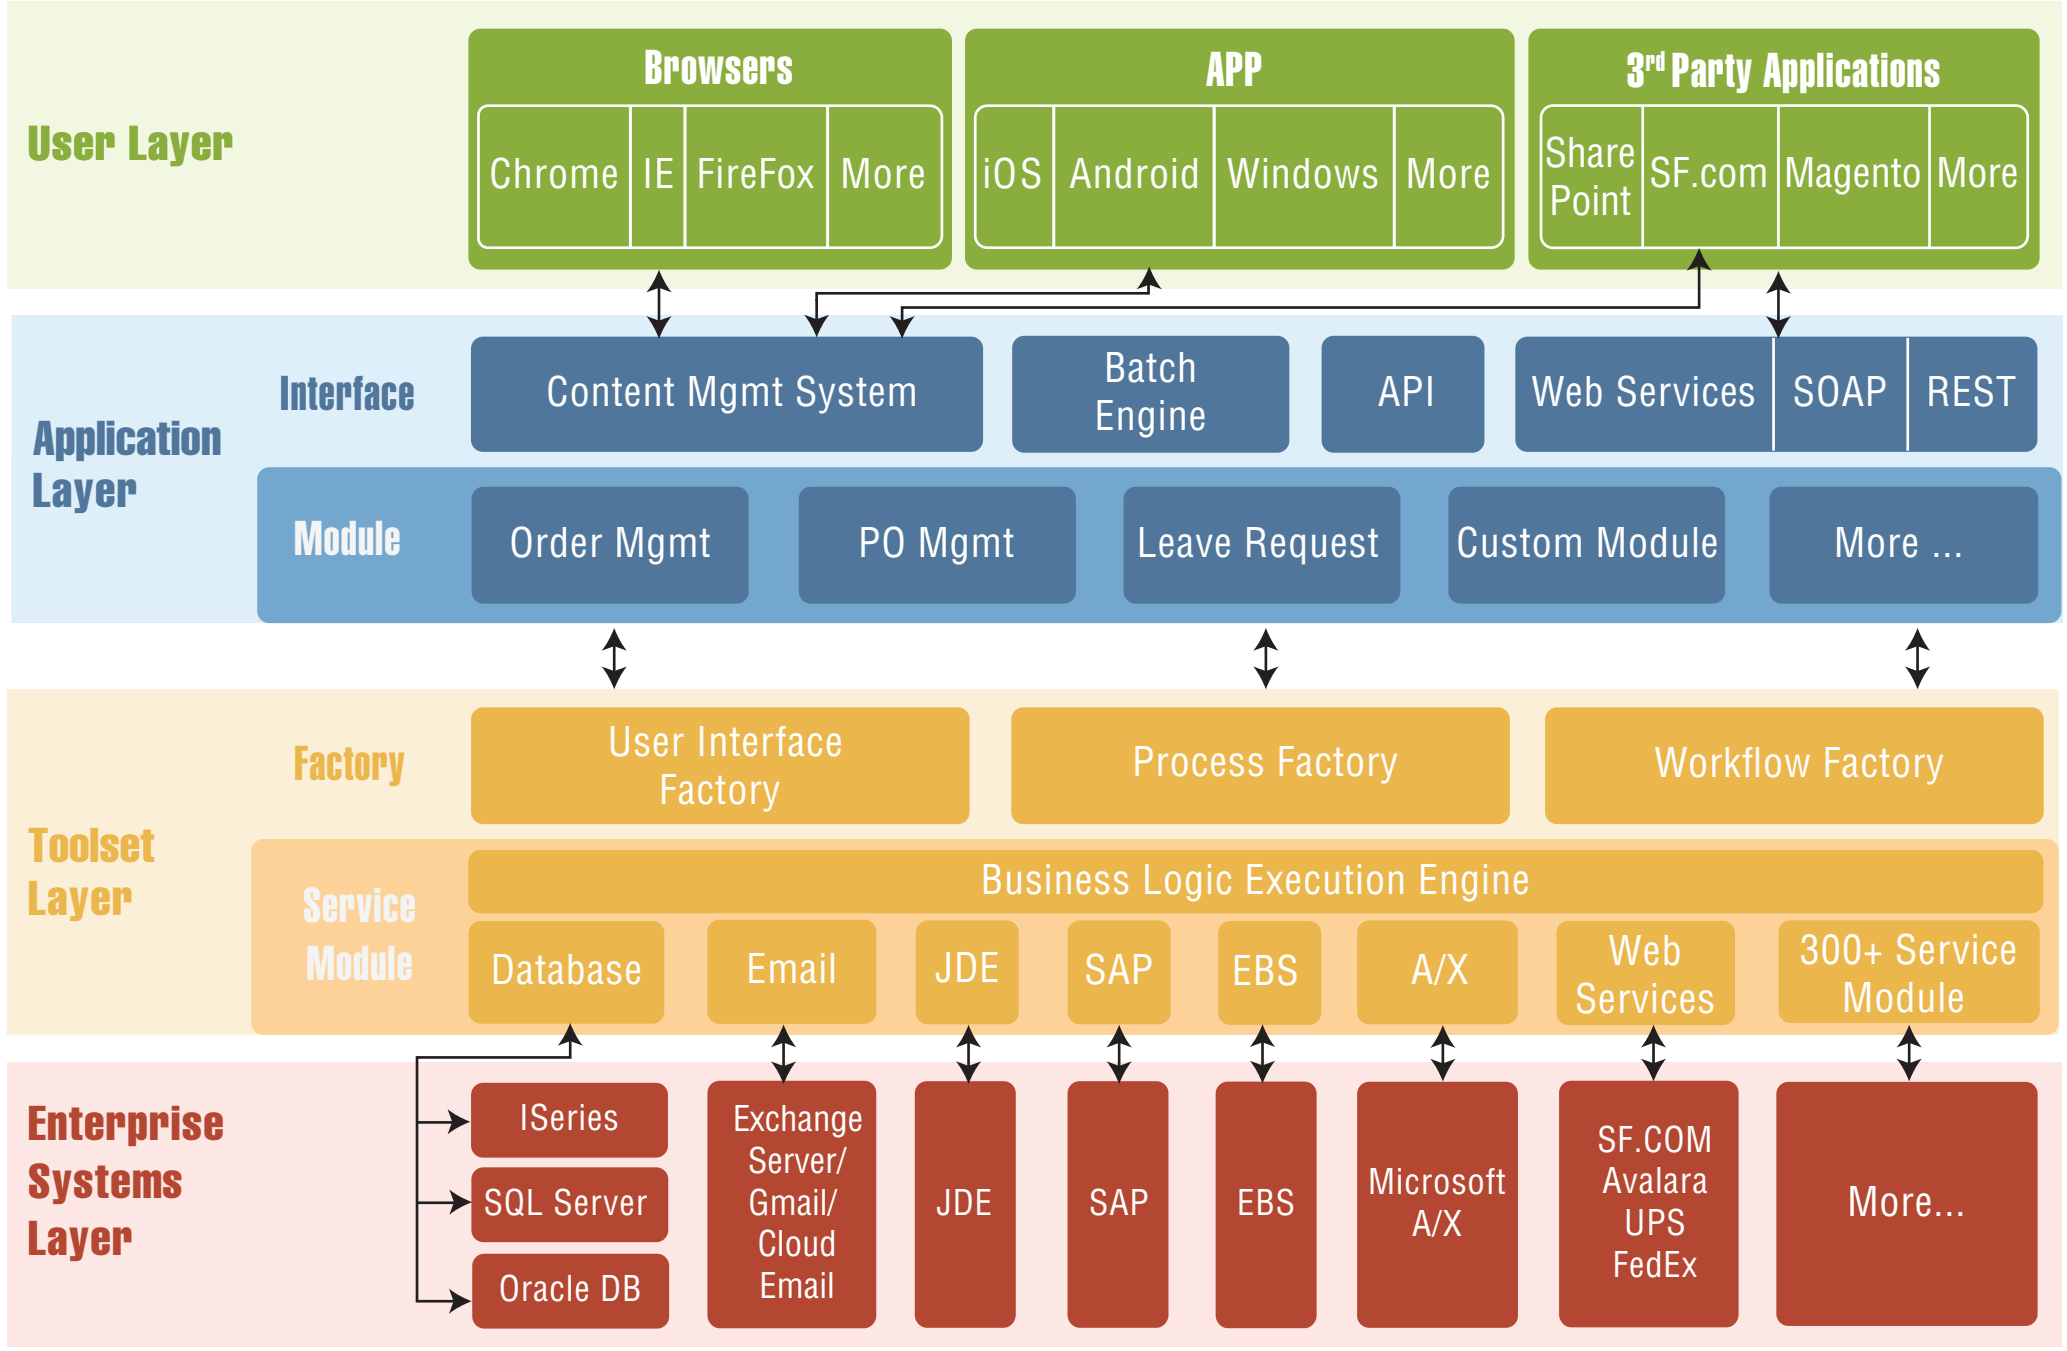 User Layer
Browsers
Chrome
IE
FireFox
More
APP
iOS
Android
Windows
More
3rd Party Applications
Share
Point
SF.com
Magento
More
Application
Layer
Interface
Content Mgmt System
Batch
Engine
API
Web Services
SOAP
REST
Module
Order Mgmt
PO Mgmt
Leave Request
Custom Module
More ...
Toolset
Layer
Factory
User Interface
Factory
Process Factory
Workflow Factory
Service
Module
Business Logic Execution Engine
Database
Email
JDE
SAP
EBS
A/X
Web
Services
300+ Service
Module
Enterprise
Systems
Layer
ISeries
SQL Server
Oracle DB
Exchange
Server/
Gmail/
Cloud
Email
JDE
SAP
EBS
Microsoft
A/X
SF.COM
Avalara
UPS
FedEx
More...